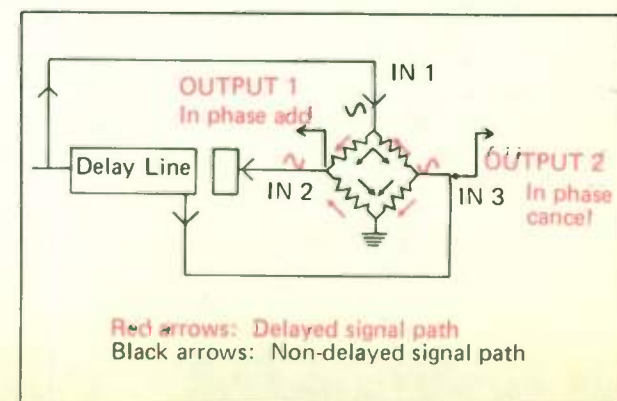 IN 1
OUTPUT 1
In phase add
Delay Line
IN 2
OUTPUT 2
IN 3
In phase
cancel
Red arrows: Delayed signal path
Black arrows: Non-delayed signal path